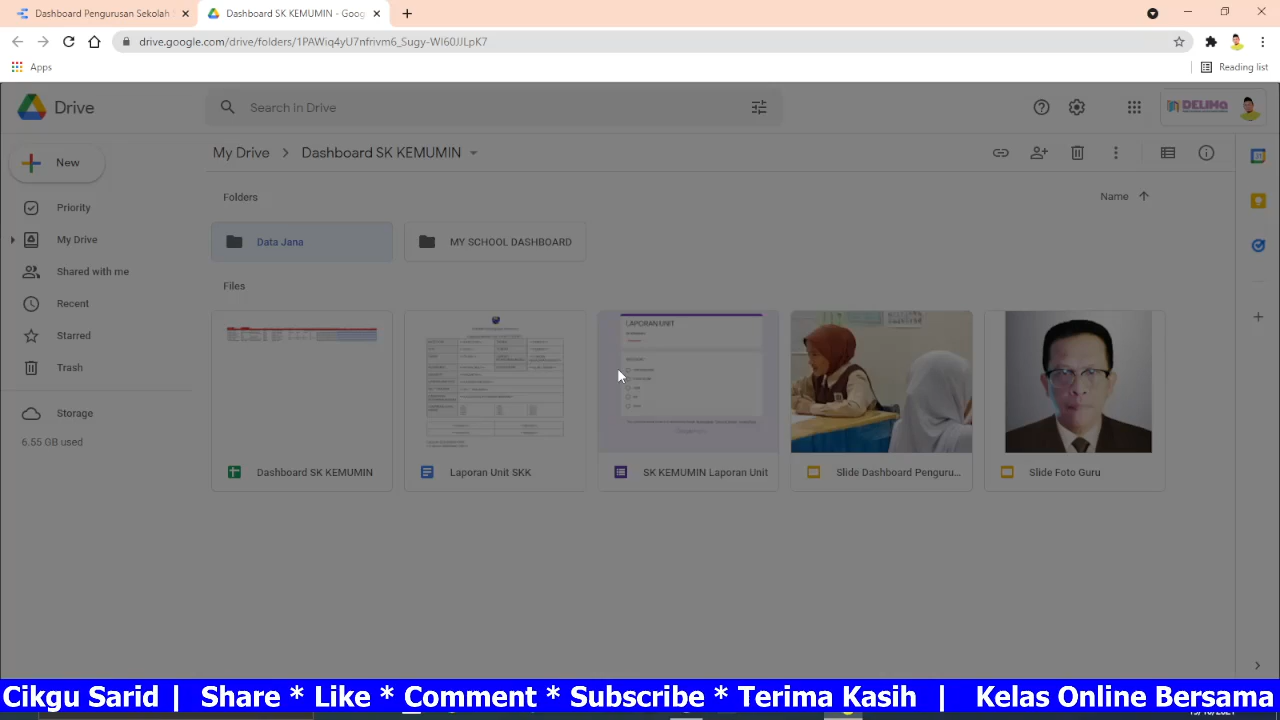 Dashboard Pengurusan Sekolah
Dashboard SK KEMUMIN - Goog
drive.google.com/drive/folders/1PAWiq4yU7nfrivm6_Sugy-WI60JJLpK7
Apps
Reading list
Drive
Search in Drive
DELIMa
New
My Drive
Dashboard SK KEMUMIN
Priority
My Drive
Shared with me
Recent
Starred
Trash
Storage
6.55 GB used
Folders
Name
Data Jana
MY SCHOOL DASHBOARD
Files
LAPORAN UNIT
Dashboard SK KEMUMIN
Laporan Unit SKK
SK KEMUMIN Laporan Unit
Slide Dashboard Penguru...
Slide Foto Guru
Cikgu Sarid | Share * Like * Comment * Subscribe * Terima Kasih | Kelas Online Bersama